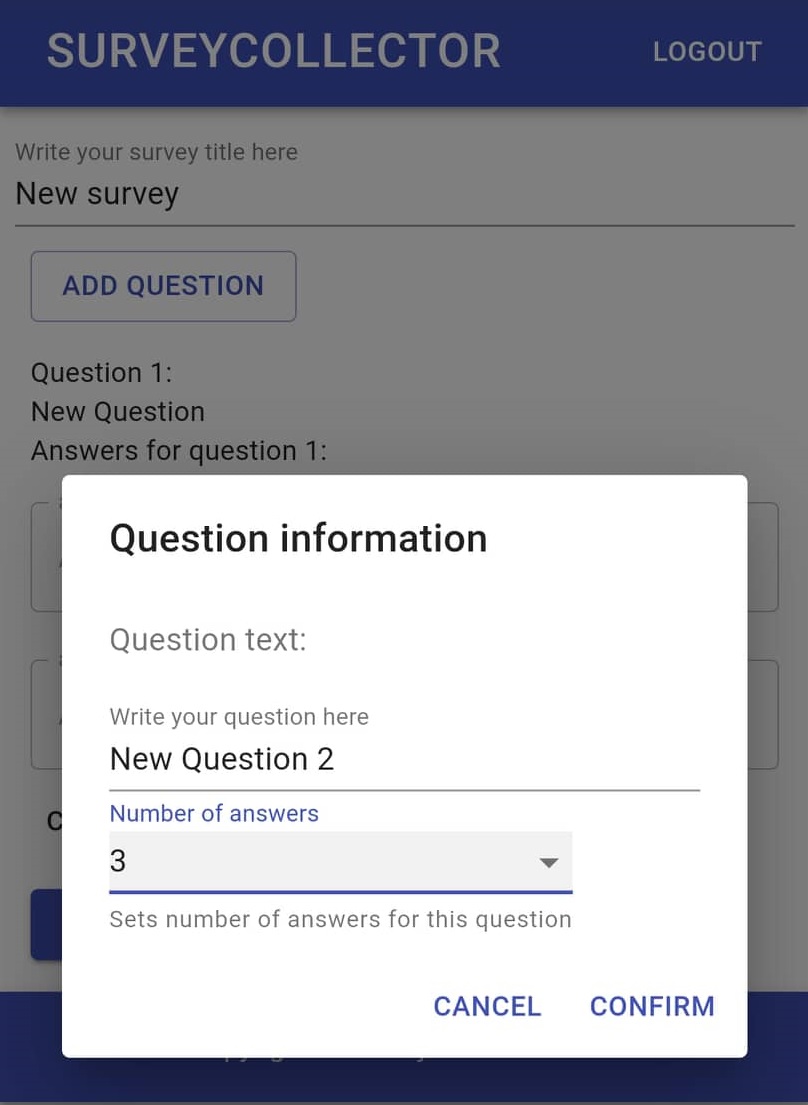 SURVEYCOLLECTOR
LOGOUT
Write your survey title here
New survey
ADD QUESTION
Question 1:
New Question
Answers for question 1:
Question information
Question text:
Write your question here
New Question 2
Number of answers
3
Sets number of answers for this question
CANCEL CONFIRM